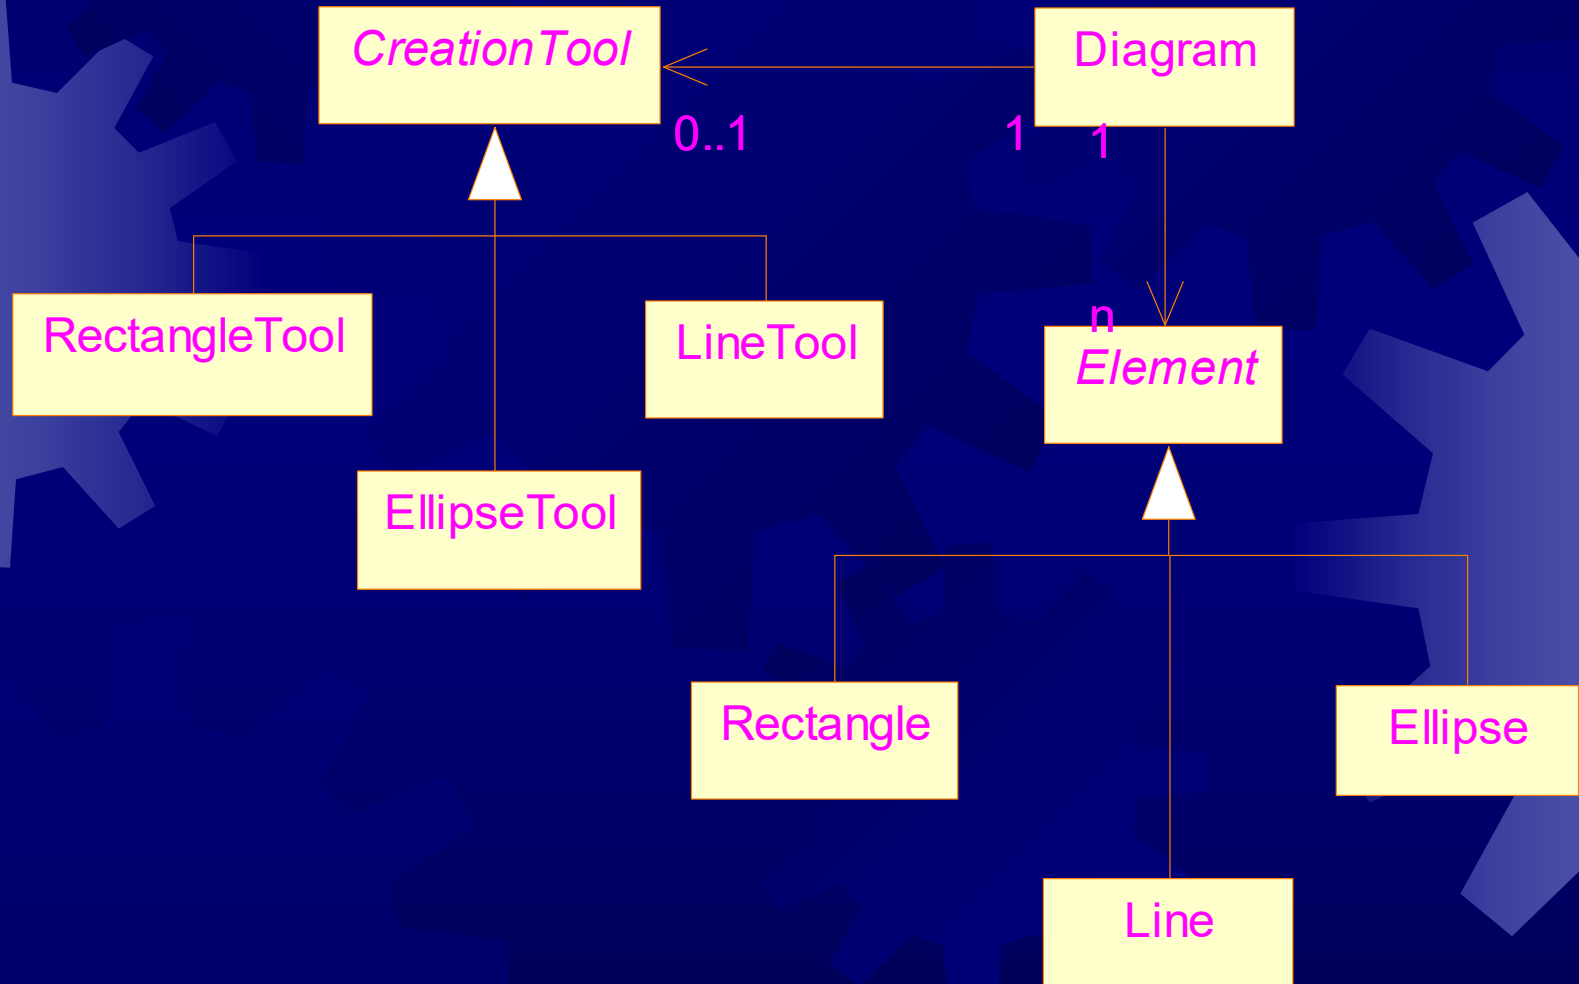 CreationTool
Diagram
0..1
1
1
RectangleTool
LineTool
n
Element
EllipseTool
Rectangle
Ellipse
Line